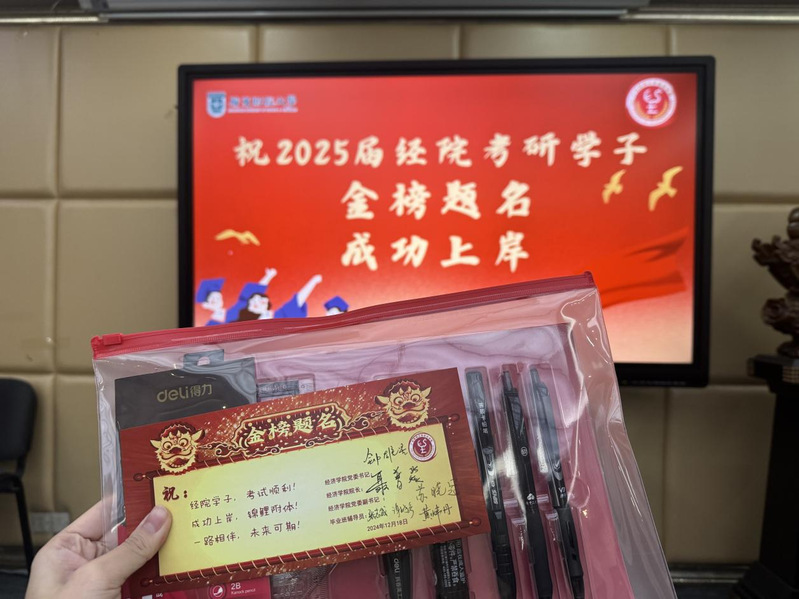 祝2025届经院考研学子
金榜题名
成功上岸
deli得力
金榜题名
祝:
经院学子,考试顺利!
成功上岸,锦鲤附体!
一路相伴,未来可期!
经济学院党委书记:
经济学院院长:
经济学院党委副书记:
毕业班辅导员:
2024年12月18日
2B
deli